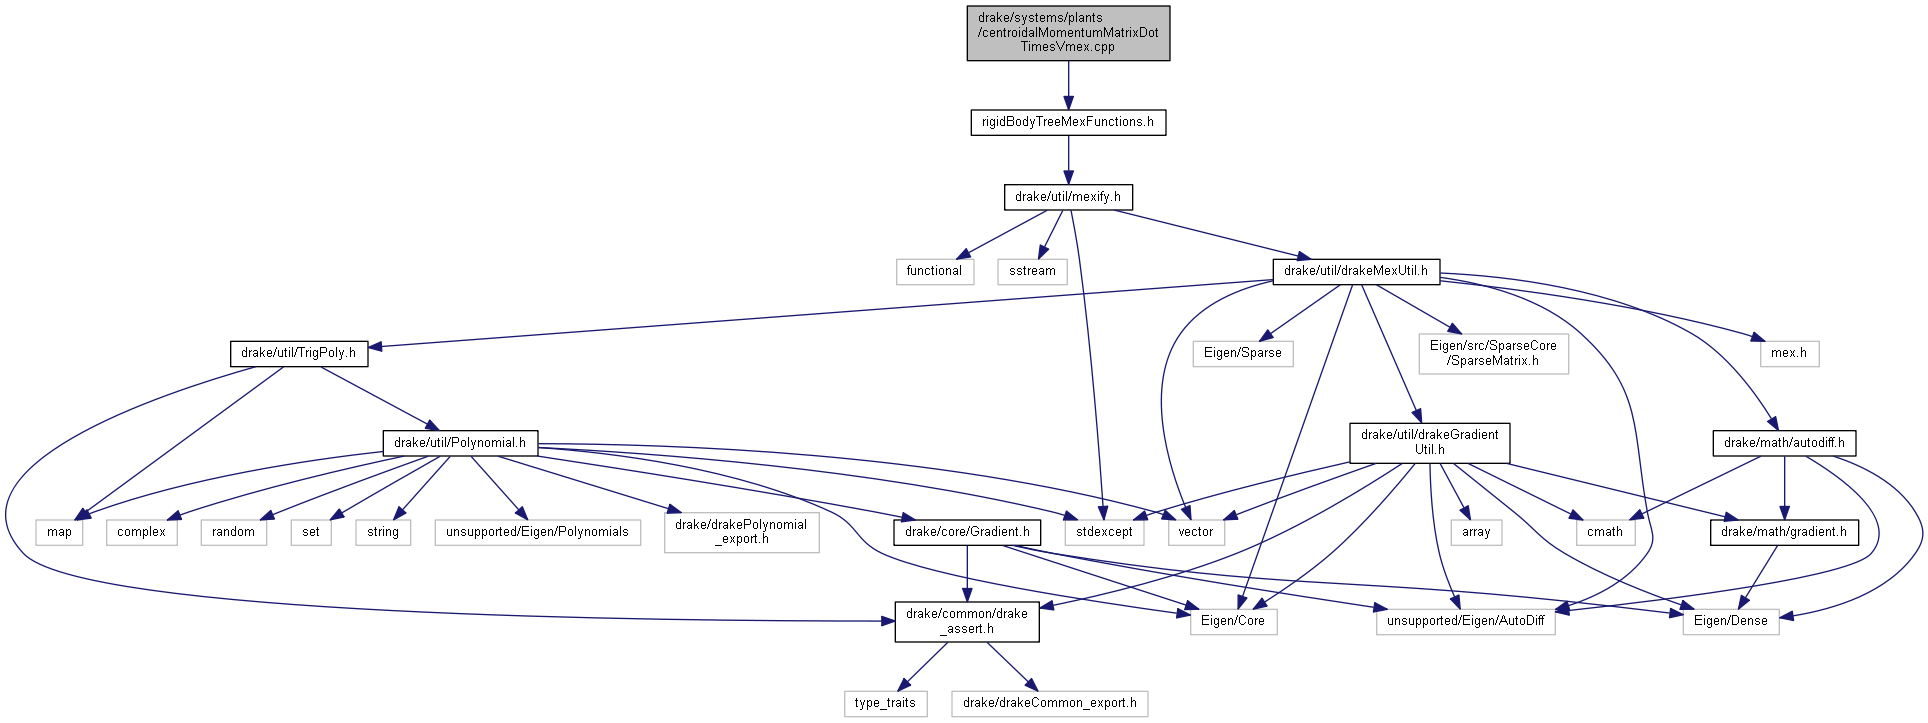 drake/systems/plants
/centroidalMomentumMatrixDot
TimesVmex.cpp
rigidBodyTreeMexFunctions.h
drake/util/mexify.h
functional
sstream
drake/util/drakeMexUtil.h
drake/util/TrigPoly.h
Eigen/Sparse
Eigen/src/SparseCore
/SparseMatrix.h
mex.h
drake/util/Polynomial.h
drake/util/drakeGradient
Util.h
drake/math/autodiff.h
map
complex
random
set
string
unsupported/Eigen/Polynomials
drake/drakePolynomial
_export.h
drake/core/Gradient.h
stdexcept
vector
array
cmath
drake/math/gradient.h
drake/common/drake
_assert.h
Eigen/Core
unsupported/Eigen/AutoDiff
Eigen/Dense
type_traits
drake/drakeCommon_export.h